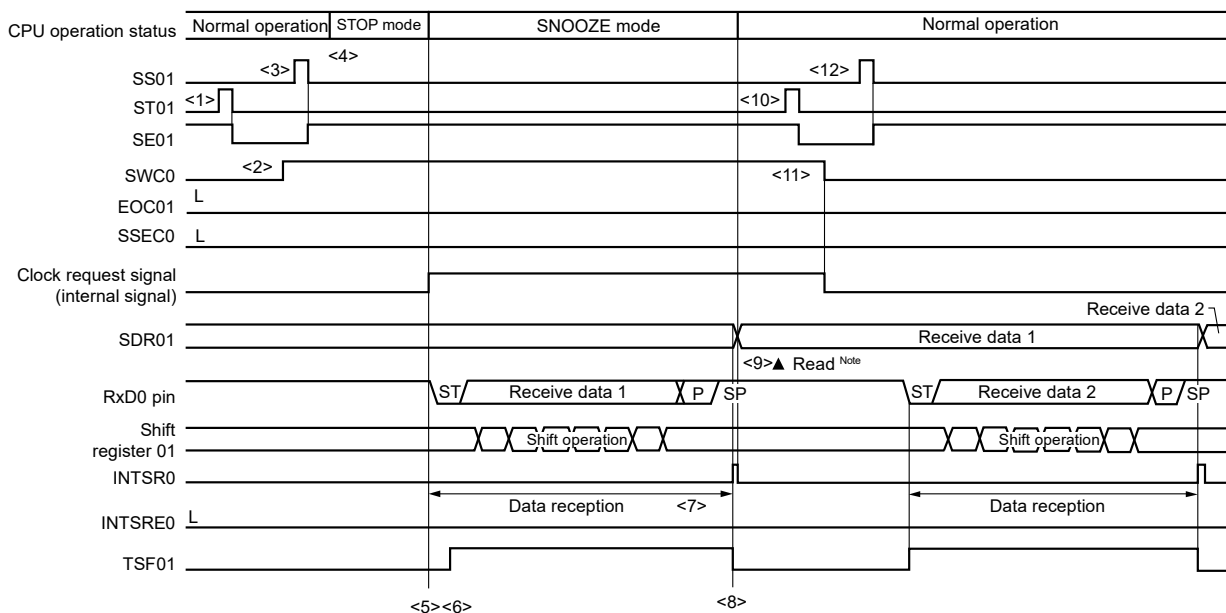 CPU operation status
Normal operation
STOP mode
SNOOZE mode
Normal operation
<4>
SS01
<3>
<12>
ST01
<1>
<10>
SE01
SWC0
<2>
<11>
EOC01
L
SSEC0
L
Clock request signal
(internal signal)
Receive data 2
SDR01
Receive data 1
<9>▲ Read Note
RxD0 pin
ST
Receive data 1
P
SP
ST
Receive data 2
P
SP
Shift
register 01
Shift operation
Shift operation
INTSR0
Data reception
<7>
Data reception
INTSRE0
L
TSF01
<5><6>
<8>